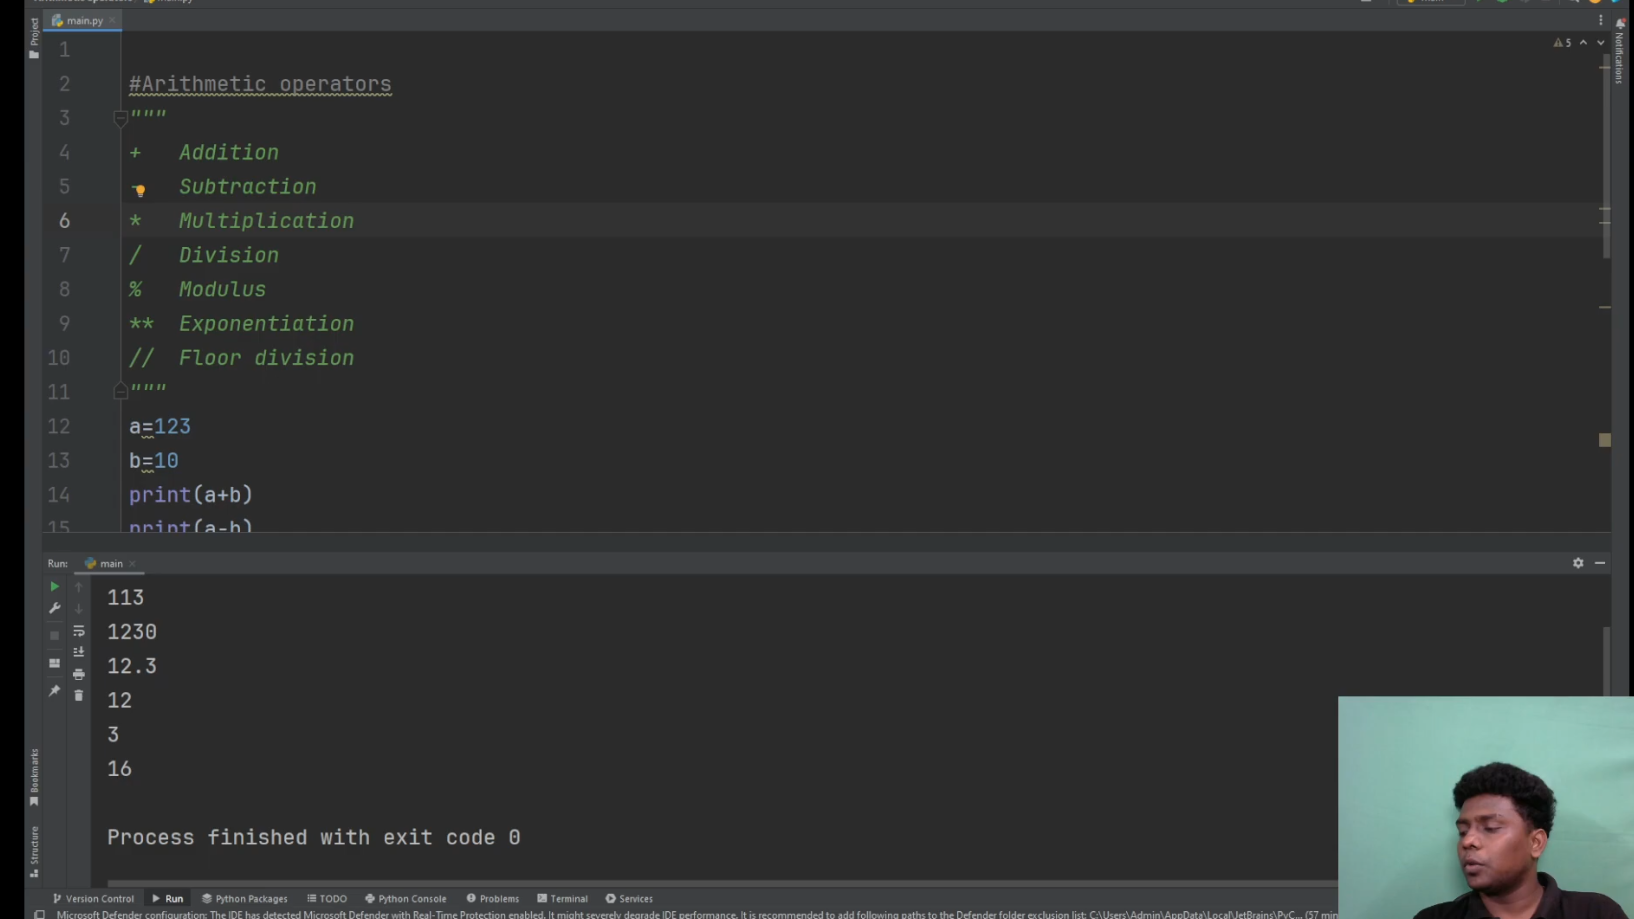 main.py
Project
Notifications
5
1
2 #Arithmetic operators
3 """
4 + Addition
5 Subtraction
6 * Multiplication
7 / Division
8 % Modulus
9 ** Exponentiation
10 // Floor division
11 """
12 a=123
13 b=10
14 print(a+b)
15 print(a-b)
Run: main
113
1230
12.3
12
3
16
Process finished with exit code 0
Bookmarks
Structure
Version Control Run Python Packages TODO Python Console Problems Terminal Services
Microsoft Defender configuration: The IDE has detected Microsoft Defender with Real-Time Protection enabled. It might severely degrade IDE performance. It is recommended to add following paths to the Defender folder exclusion list: C:\Users\Admin\AppData\Local\JetBrains\PyC... (57 min